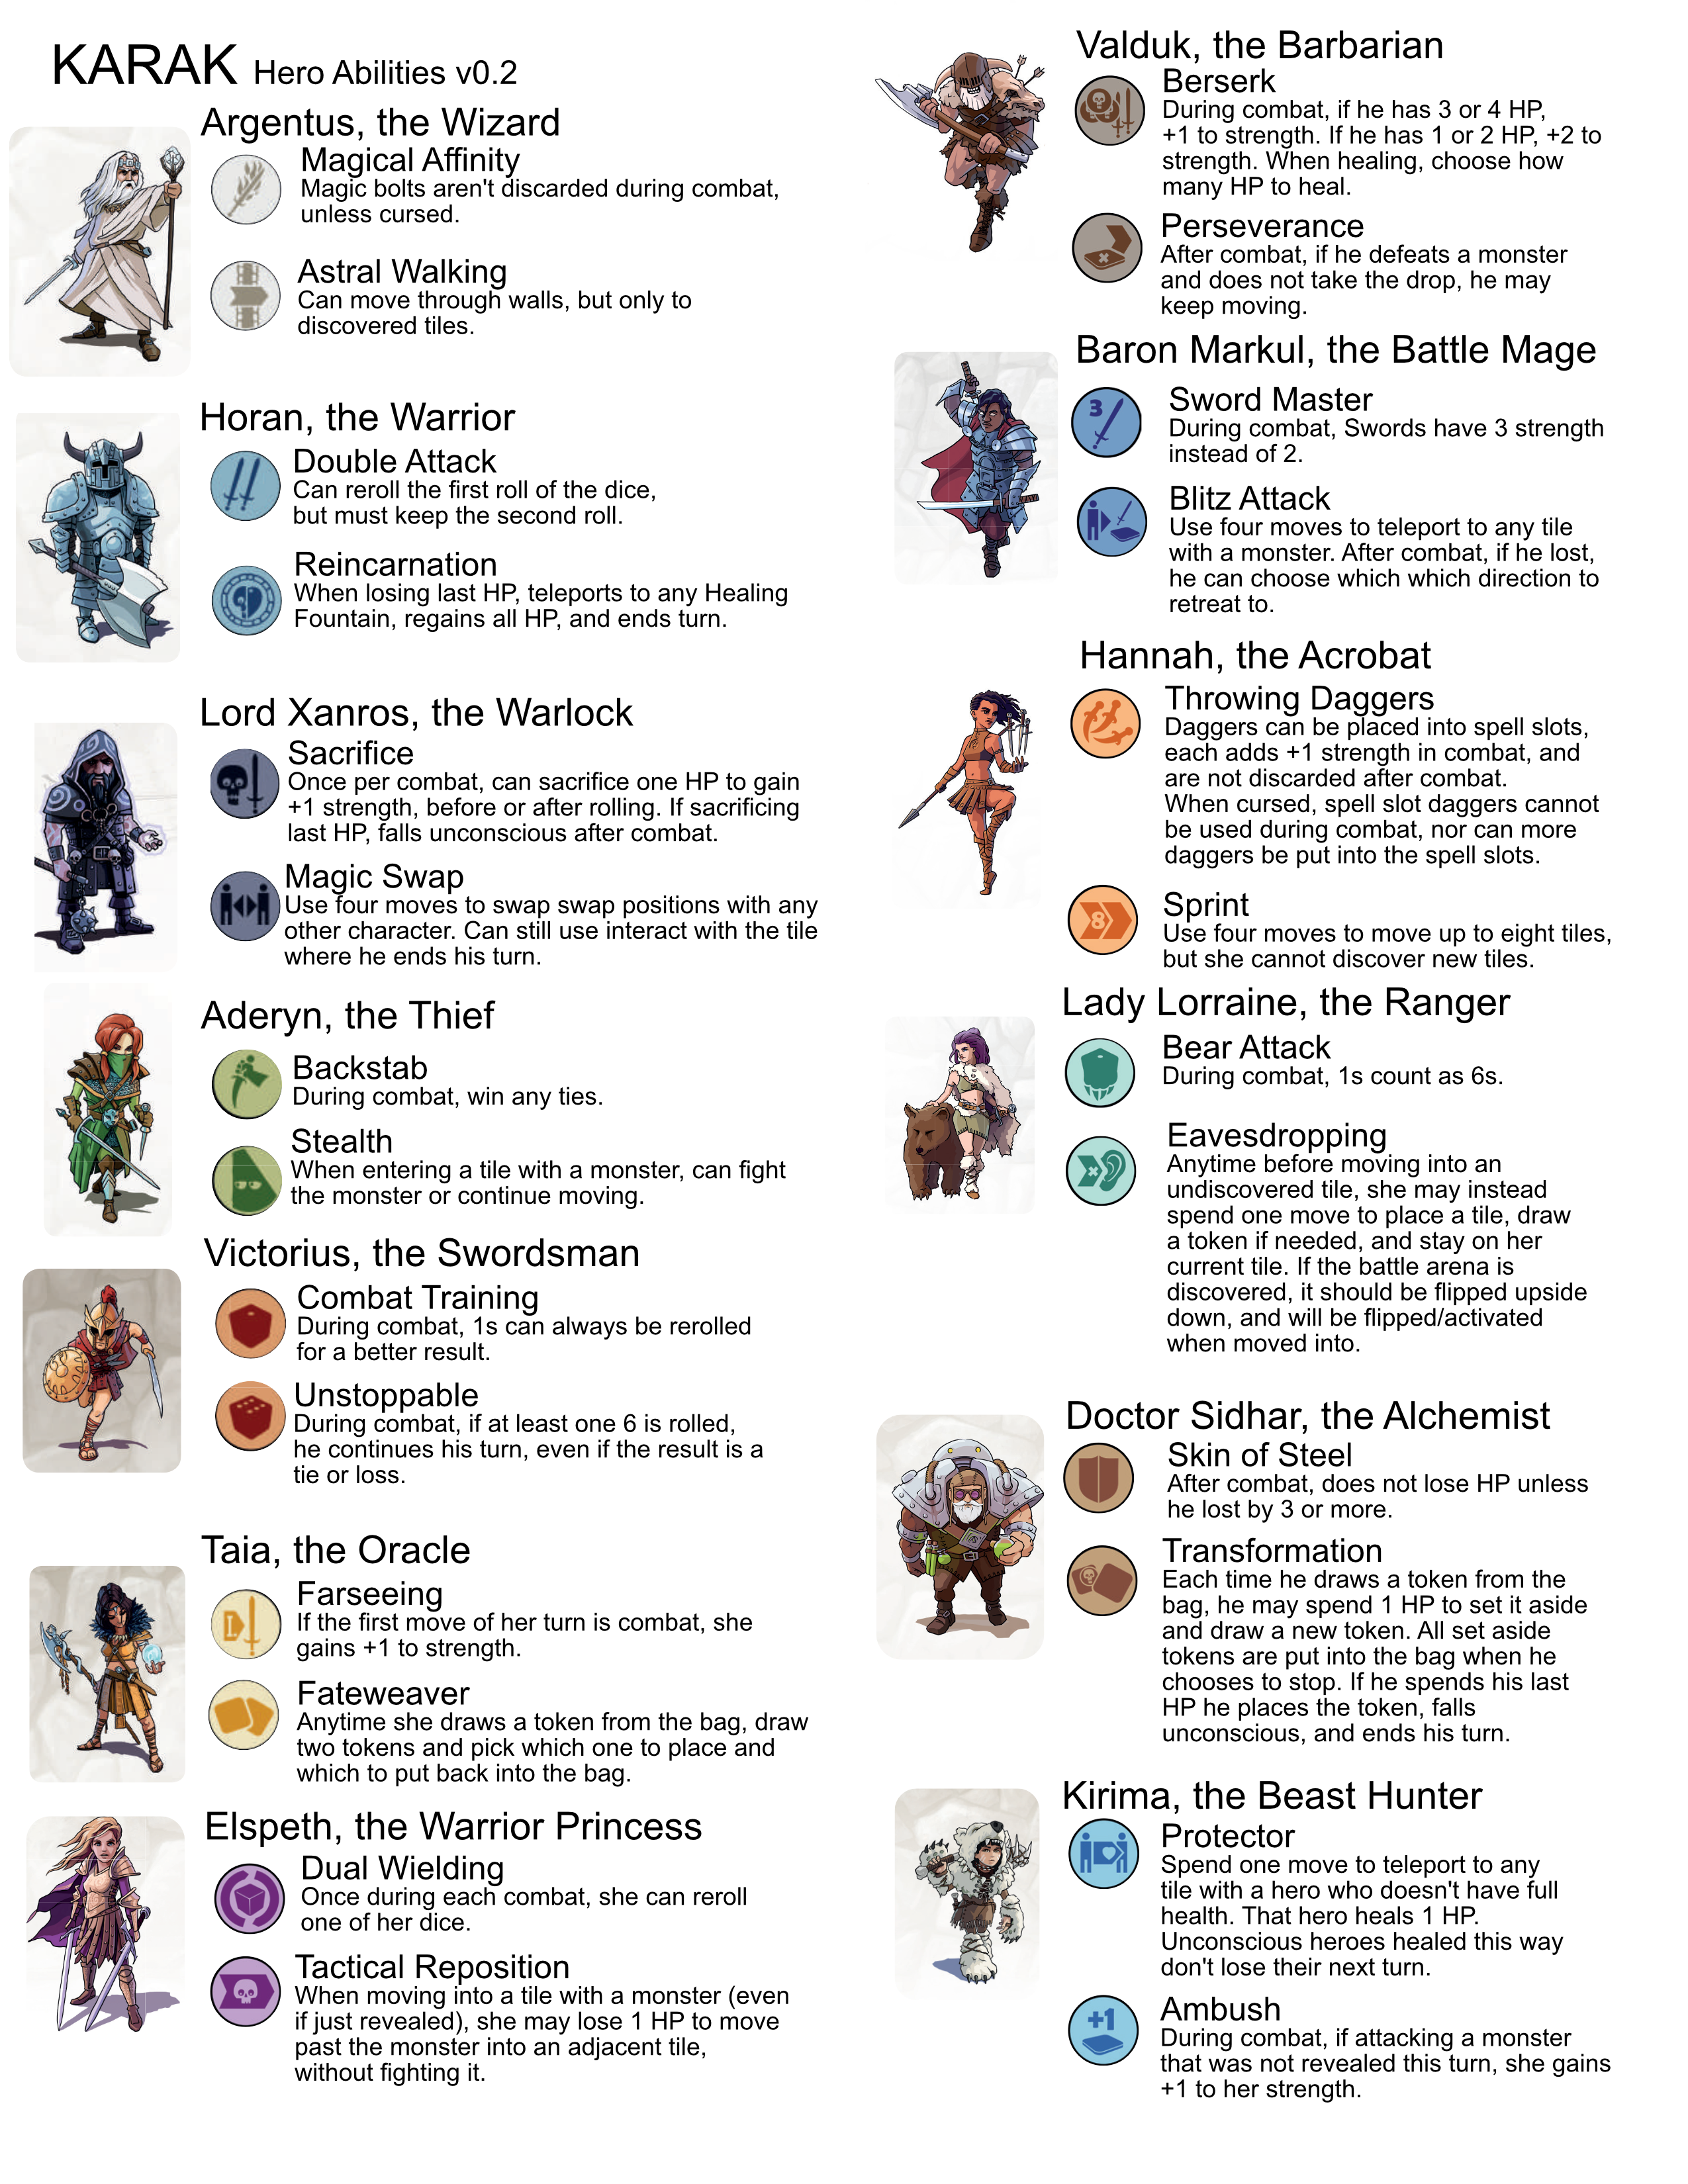 KARAK Hero Abilities v0.2
Argentus, the Wizard
Magical Affinity
Magic bolts aren't discarded during combat,
unless cursed.
Astral Walking
Can move through walls, but only to
discovered tiles.
Horan, the Warrior
Double Attack
Can reroll the first roll of the dice,
but must keep the second roll.
Reincarnation
When losing last HP, teleports to any Healing
Fountain, regains all HP, and ends turn.
Lord Xanros, the Warlock
Sacrifice
Once per combat, can sacrifice one HP to gain
+1 strength, before or after rolling. If sacrificing
last HP, falls unconscious after combat.
Magic Swap
Use four moves to swap swap positions with any
other character. Can still use interact with the tile
where he ends his turn.
Aderyn, the Thief
Backstab
During combat, win any ties.
Stealth
When entering a tile with a monster, can fight
the monster or continue moving.
Victorius, the Swordsman
Combat Training
During combat, 1s can always be rerolled
for a better result.
Unstoppable
During combat, if at least one 6 is rolled,
he continues his turn, even if the result is a
tie or loss.
Taia, the Oracle
Farseeing
If the first move of her turn is combat, she
gains +1 to strength.
Fateweaver
Anytime she draws a token from the bag, draw
two tokens and pick which one to place and
which to put back into the bag.
Elspeth, the Warrior Princess
Dual Wielding
Once during each combat, she can reroll
one of her dice.
Tactical Reposition
When moving into a tile with a monster (even
if just revealed), she may lose 1 HP to move
past the monster into an adjacent tile,
without fighting it.
Valduk, the Barbarian
Berserk
During combat, if he has 3 or 4 HP,
+1 to strength. If he has 1 or 2 HP, +2 to
strength. When healing, choose how
many HP to heal.
Perseverance
After combat, if he defeats a monster
and does not take the drop, he may
keep moving.
Baron Markul, the Battle Mage
3
Sword Master
During combat, Swords have 3 strength
instead of 2.
Blitz Attack
Use four moves to teleport to any tile
with a monster. After combat, if he lost,
he can choose which which direction to
retreat to.
Hannah, the Acrobat
Throwing Daggers
Daggers can be placed into spell slots,
each adds +1 strength in combat, and
are not discarded after combat.
When cursed, spell slot daggers cannot
be used during combat, nor can more
daggers be put into the spell slots.
8
Sprint
Use four moves to move up to eight tiles,
but she cannot discover new tiles.
Lady Lorraine, the Ranger
Bear Attack
During combat, 1s count as 6s.
Eavesdropping
Anytime before moving into an
undiscovered tile, she may instead
spend one move to place a tile, draw
a token if needed, and stay on her
current tile. If the battle arena is
discovered, it should be flipped upside
down, and will be flipped/activated
when moved into.
Doctor Sidhar, the Alchemist
Skin of Steel
After combat, does not lose HP unless
he lost by 3 or more.
Transformation
Each time he draws a token from the
bag, he may spend 1 HP to set it aside
and draw a new token. All set aside
tokens are put into the bag when he
chooses to stop. If he spends his last
HP he places the token, falls
unconscious, and ends his turn.
Kirima, the Beast Hunter
Protector
Spend one move to teleport to any
tile with a hero who doesn't have full
health. That hero heals 1 HP.
Unconscious heroes healed this way
don't lose their next turn.
+1
Ambush
During combat, if attacking a monster
that was not revealed this turn, she gains
+1 to her strength.